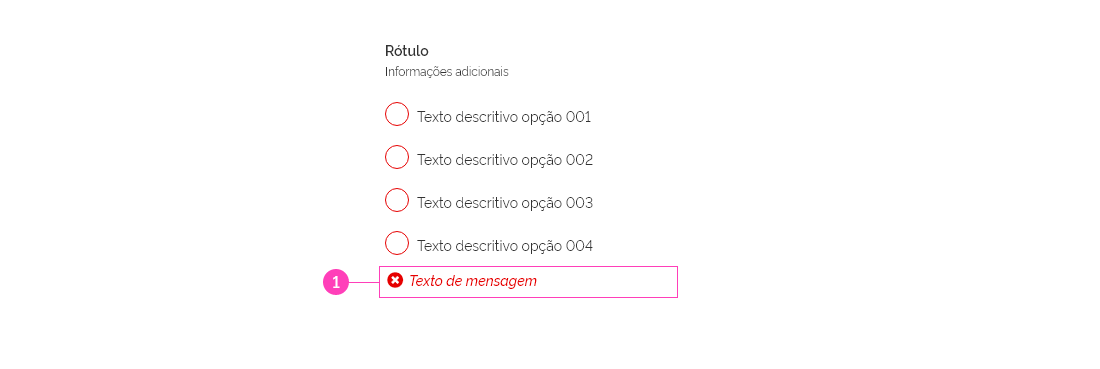 Rótulo
Informações adicionais
Texto descritivo opção 001
Texto descritivo opção 002
Texto descritivo opção 003
Texto descritivo opção 004
1 Texto de mensagem